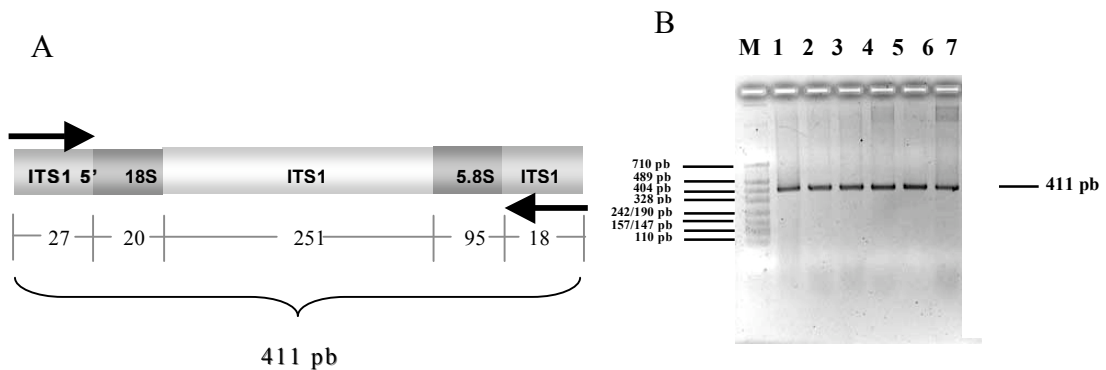 A
ITS1 5’ 18S ITS1 5.8S ITS1
27 20 251 95 18
411 pb
B
M 1 2 3 4 5 6 7
710 pb
489 pb
404 pb
328 pb
242/190 pb
157/147 pb
110 pb
411 pb